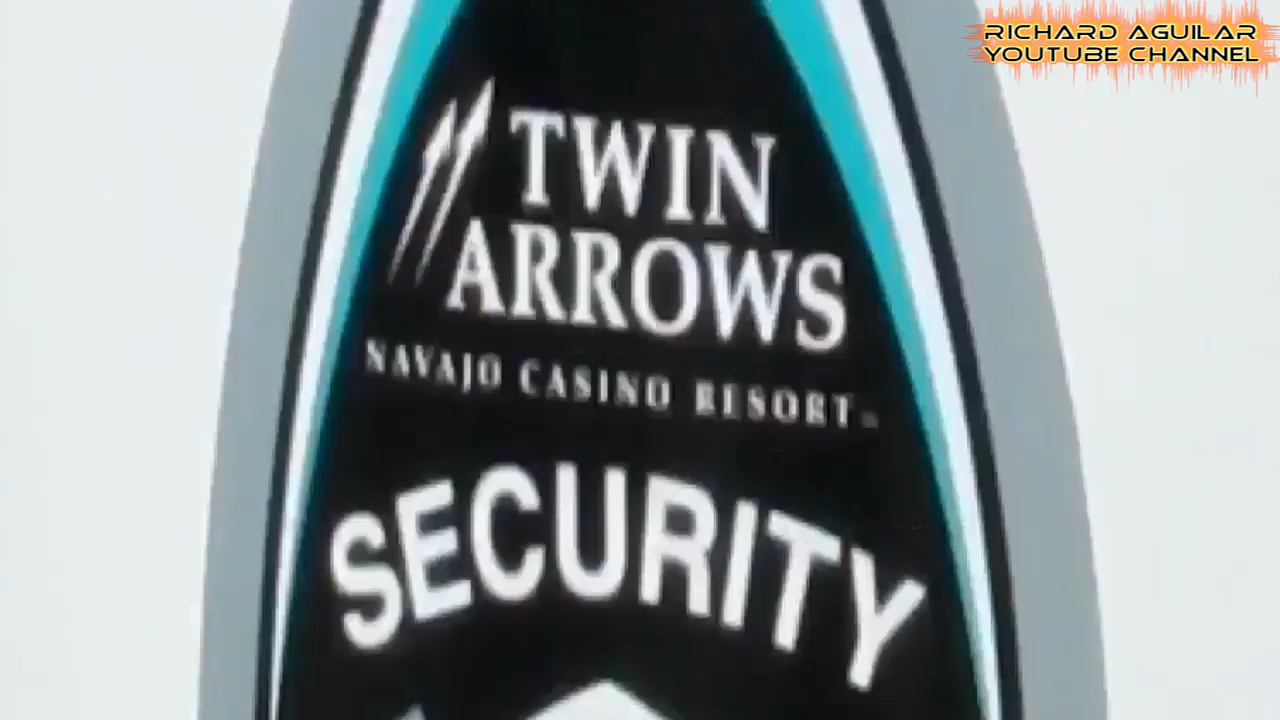 RICHARD AGUILAR
YOUTUBE CHANNEL
TWIN
ARROWS
NAVAJO CASINO RESORT
SECURITY